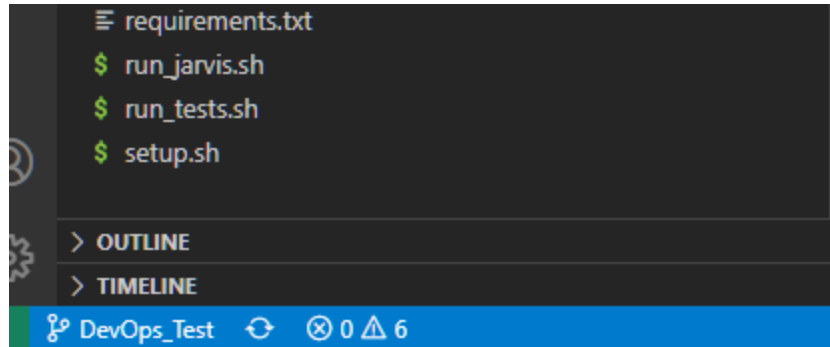 requirements.txt
$ run_jarvis.sh
$ run_tests.sh
$ setup.sh
> OUTLINE
> TIMELINE
DevOps_Test 0 6